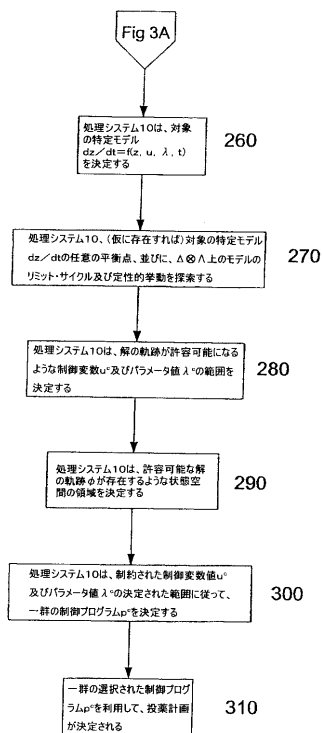 Fig 3A
処理システム10は、対象
の特定モデル
dz/dt=f(z, u, λ, t)
を決定する
260
処理システム10、(仮に存在すれば)対象の特定モデル
dz/dtの任意の平衡点、並びに、Δ⊗Λ上のモデルの
リミット・サイクル及び定性的挙動を探索する
270
処理システム10は、解の軌跡が許容可能になる
ような制御変数uᶜ及びパラメータ値λᶜの範囲を
決定する
280
処理システム10は、許容可能な解
の軌跡φが存在するような状態空
間の領域を決定する
290
処理システム10は、制約された制御変数値uᶜ
及びパラメータ値λᶜの決定された範囲に従って、
一群の制御プログラムpᶜを決定する
300
一群の選択された制御プログ
ラムpᶜを利用して、投薬計画
が決定される
310